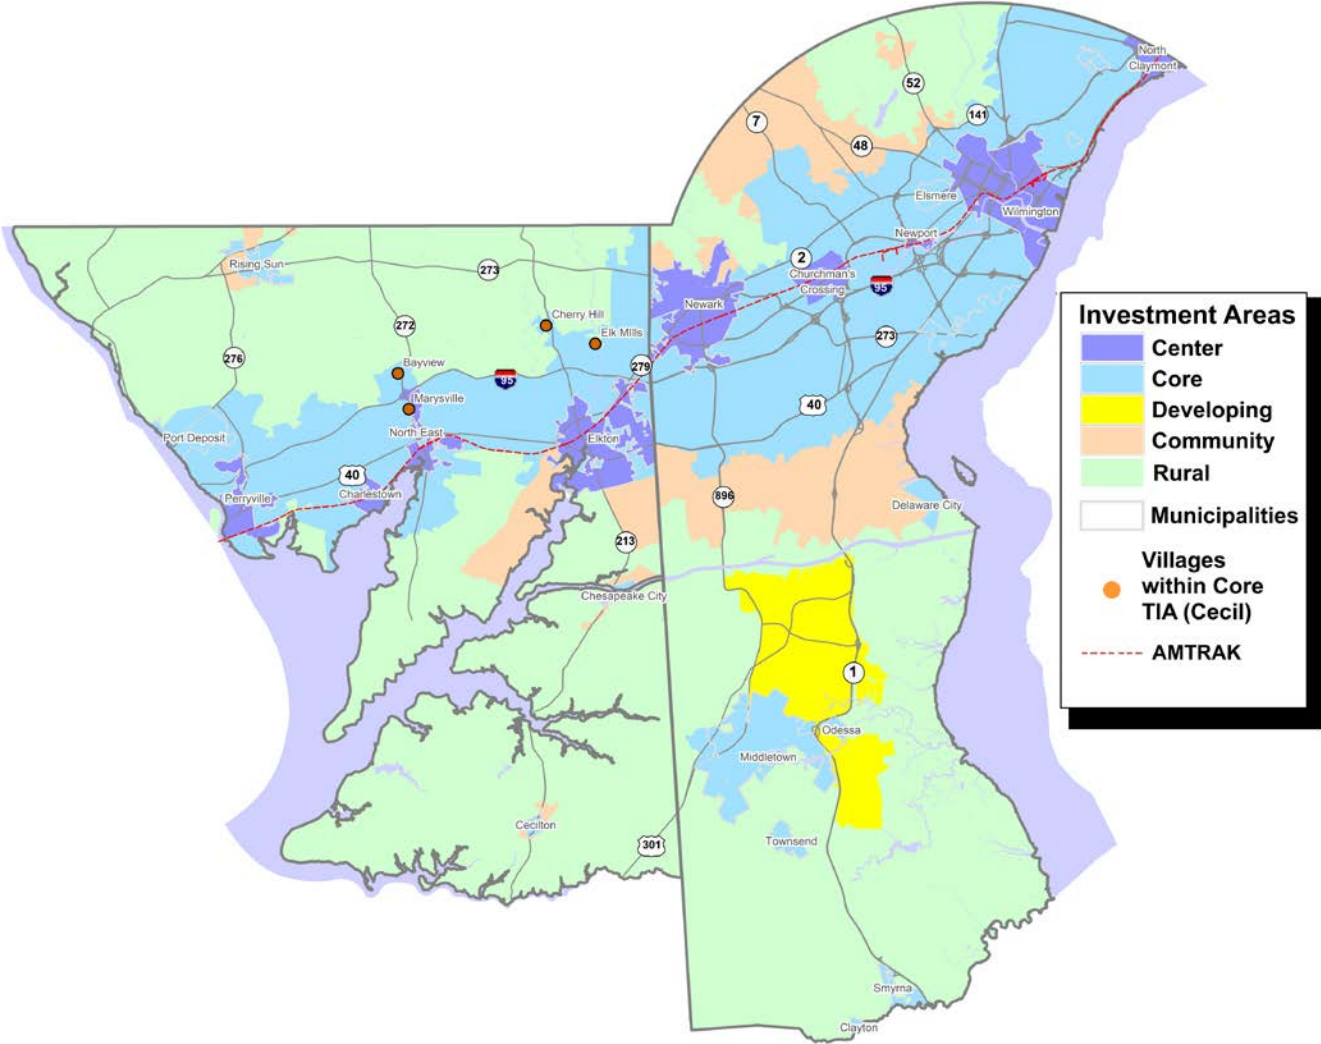 North
Claymont
52
141
7
48
Elsmere
Wilmington
Newport
2
Churchman's
Crossing
95
Rising Sun
273
Newark
Investment Areas
Center
Core
Developing
Community
Rural
Municipalities
Villages
within Core
TIA (Cecil)
AMTRAK
272
Cherry Hill
Elk MIlls
273
276
Bayview
279
95
Marysville
40
North East
Port Deposit
Elkton
40
Charlestown
Perryville
896
Delaware City
213
Chesapeake City
1
Odessa
Middletown
Cecilton
301
Townsend
Smyrna
Clayton